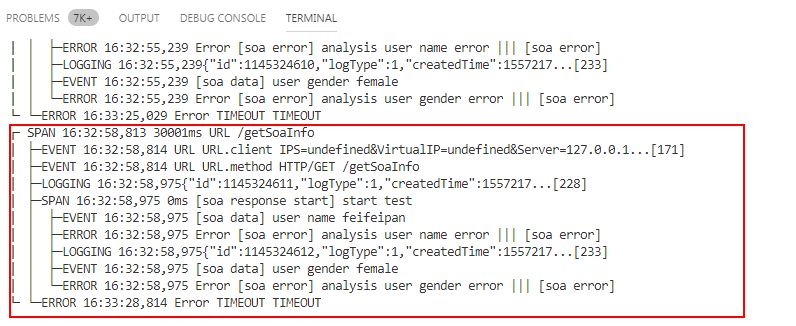 PROBLEMS 7K+ OUTPUT DEBUG CONSOLE TERMINAL
│ │ ├─ERROR 16:32:55,239 Error [soa error] analysis user name error ||| [soa error]
│ │ ├─LOGGING 16:32:55,239{"id":1145324610,"logType":1,"createdTime":1557217...[233]
│ │ ├─EVENT 16:32:55,239 [soa data] user gender female
│ │ └─ERROR 16:32:55,239 Error [soa error] analysis user gender error ||| [soa error]
└ └─ERROR 16:33:25,029 Error TIMEOUT TIMEOUT
┌ SPAN 16:32:58,813 30001ms URL /getSoaInfo
│ ├─EVENT 16:32:58,814 URL URL.client IPS=undefined&VirtualIP=undefined&Server=127.0.0.1...[171]
│ ├─EVENT 16:32:58,814 URL URL.method HTTP/GET /getSoaInfo
│ ├─LOGGING 16:32:58,975{"id":1145324611,"logType":1,"createdTime":1557217...[228]
│ ├─SPAN 16:32:58,975 0ms [soa response start] start test
│ │ ├─EVENT 16:32:58,975 [soa data] user name feifeipan
│ │ ├─ERROR 16:32:58,975 Error [soa error] analysis user name error ||| [soa error]
│ │ ├─LOGGING 16:32:58,975{"id":1145324612,"logType":1,"createdTime":1557217...[233]
│ │ ├─EVENT 16:32:58,975 [soa data] user gender female
│ │ └─ERROR 16:32:58,975 Error [soa error] analysis user gender error ||| [soa error]
└ └─ERROR 16:33:28,814 Error TIMEOUT TIMEOUT